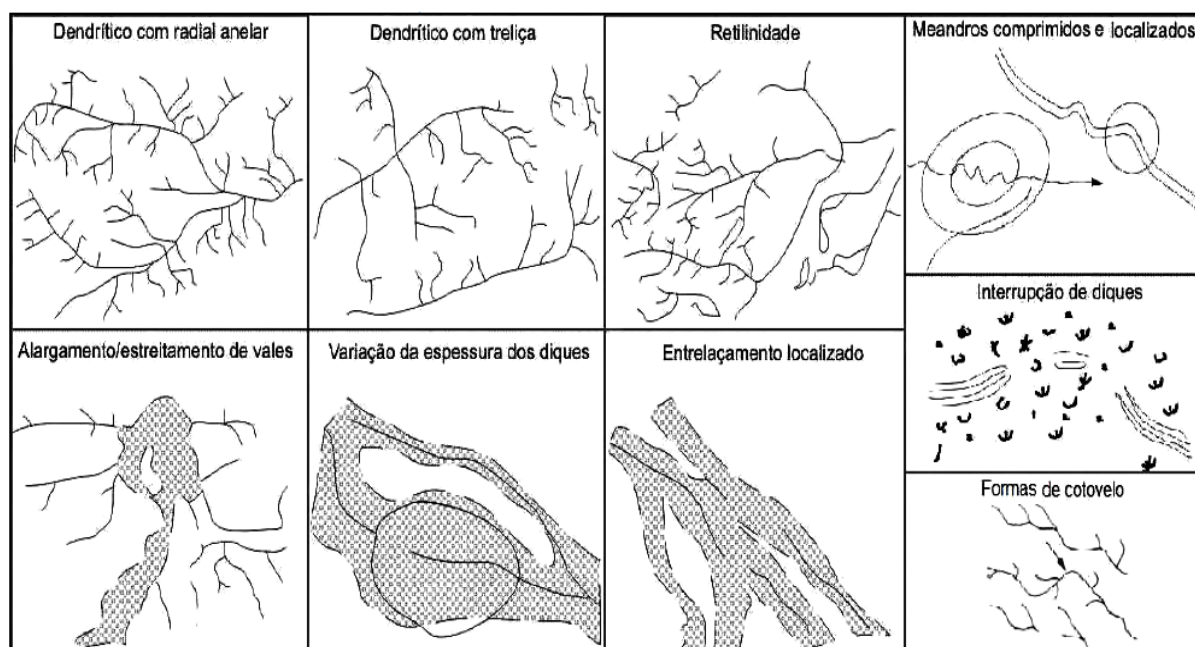 Dendrítico com radial anelar
Dendrítico com treliça
Retilinidade
Meandros comprimidos e localizados
Interrupção de diques
Alargamento/estreitamento de vales
Variação da espessura dos diques
Entrelaçamento localizado
Formas de cotovelo